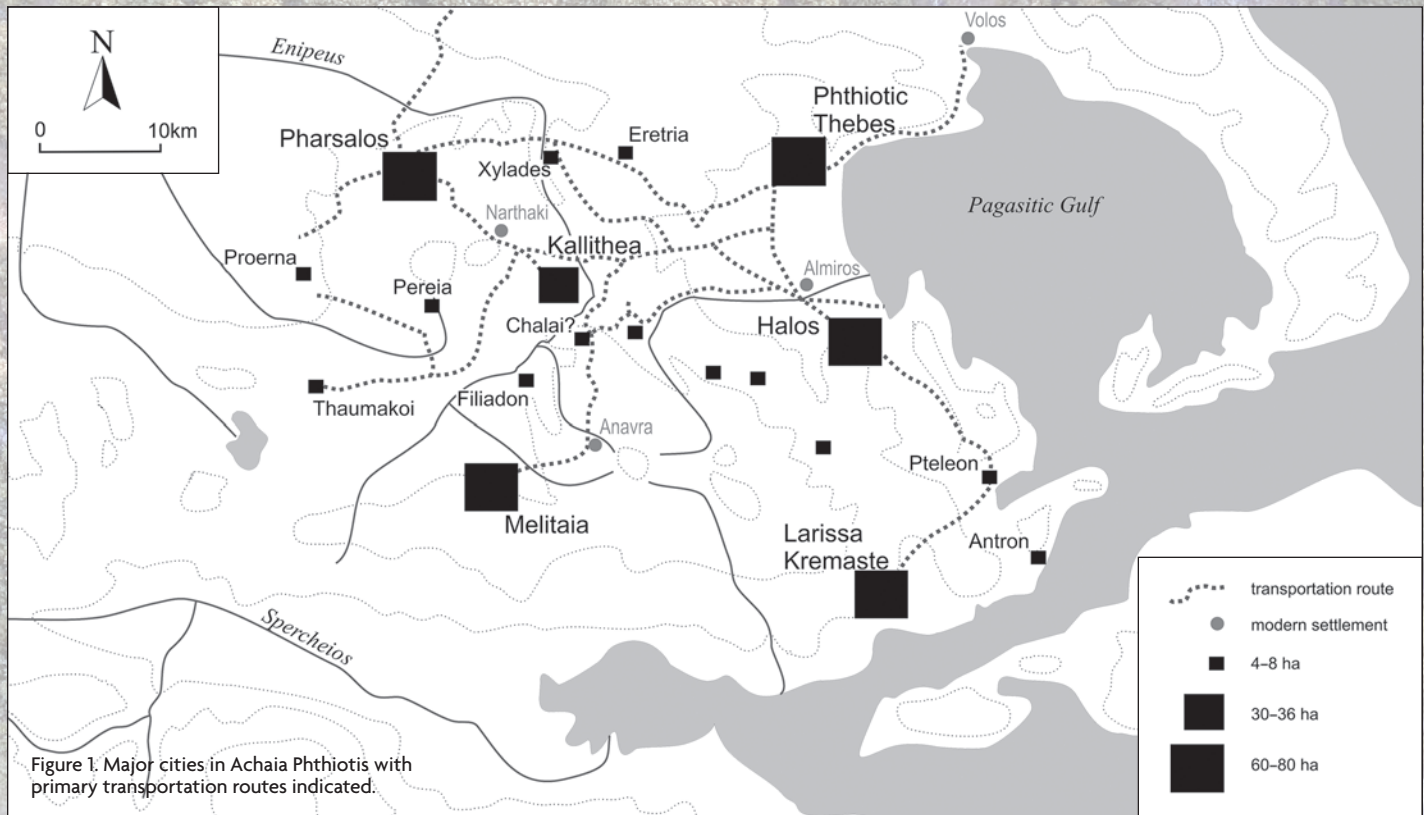 N
0 10km
Enipeus
Volos
Phthiotic
Thebes
Pharsalos
Eretria
Xylades
Pagasitic Gulf
Narthaki
Kallithea
Proerna
Almiros
Pereia
Chalai?
Halos
Filiadon
Thaumakoi
Anavra
Pteleon
Melitaia
Larissa
Kremaste
Antron
Spercheios
transportation route
modern settlement
4–8 ha
30–36 ha
60–80 ha
Figure 1. Major cities in Achaia Phthiotis with
primary transportation routes indicated.